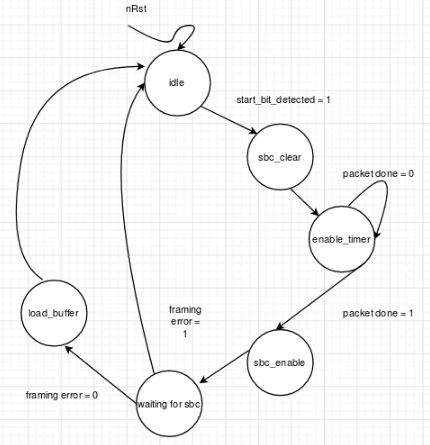 nRst
idle
start_bit_detected = 1
sbc_clear
packet done = 0
enable_timer
load_buffer
framing
error =
1
packet done = 1
sbc_enable
framing error = 0
waiting for sbc